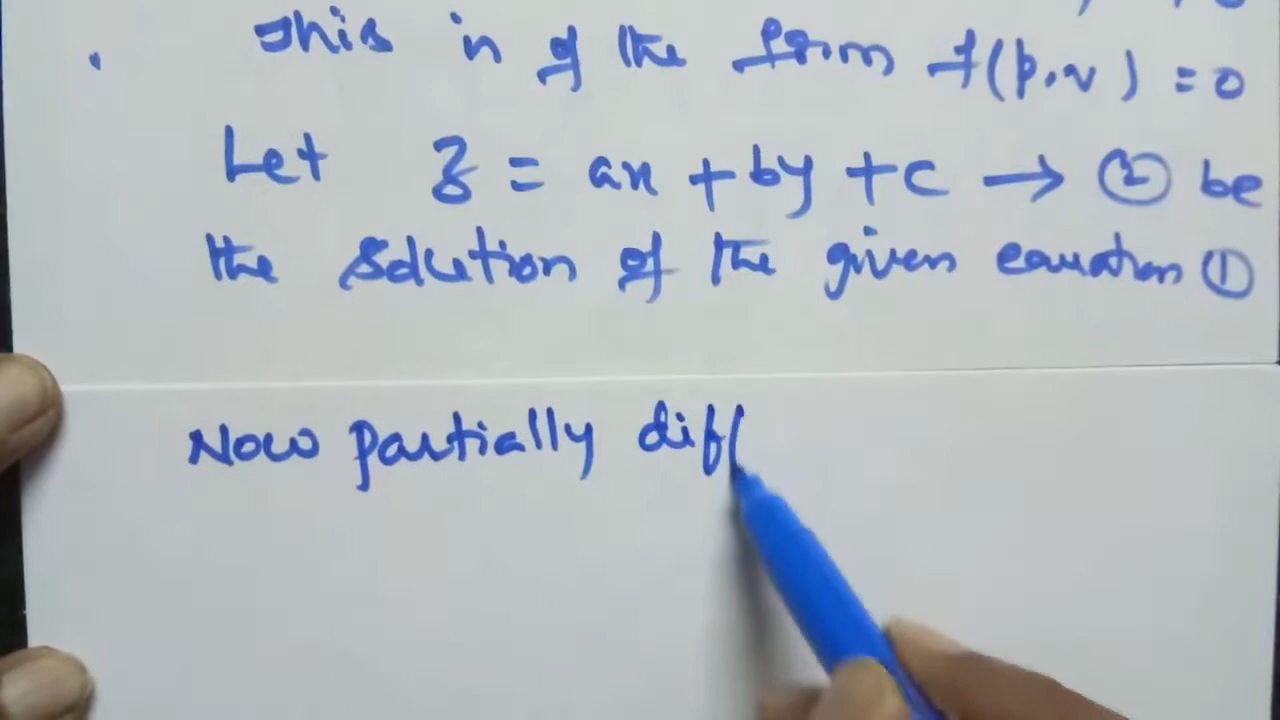 This is of the form f(p,q) = 0
Let z = ax + by + c → ② be
the solution of the given equation ①
Now partially diff